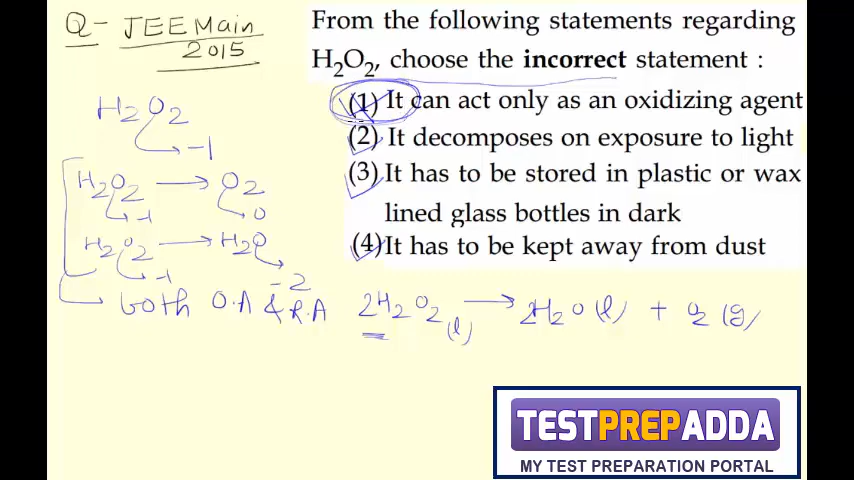 Q- JEE Main
2015
From the following statements regarding
H₂O₂, choose the incorrect statement :
(1) It can act only as an oxidizing agent
(2) It decomposes on exposure to light
(3) It has to be stored in plastic or wax
lined glass bottles in dark
(4) It has to be kept away from dust
H₂O₂
-1
H₂O₂ → O₂
-1 0
H₂O₂ → H₂O
-1 -2
both O.A & R.A
2H₂O₂(l) → 2H₂O(l) + O₂(g)
TESTPREPADDA
MY TEST PREPARATION PORTAL